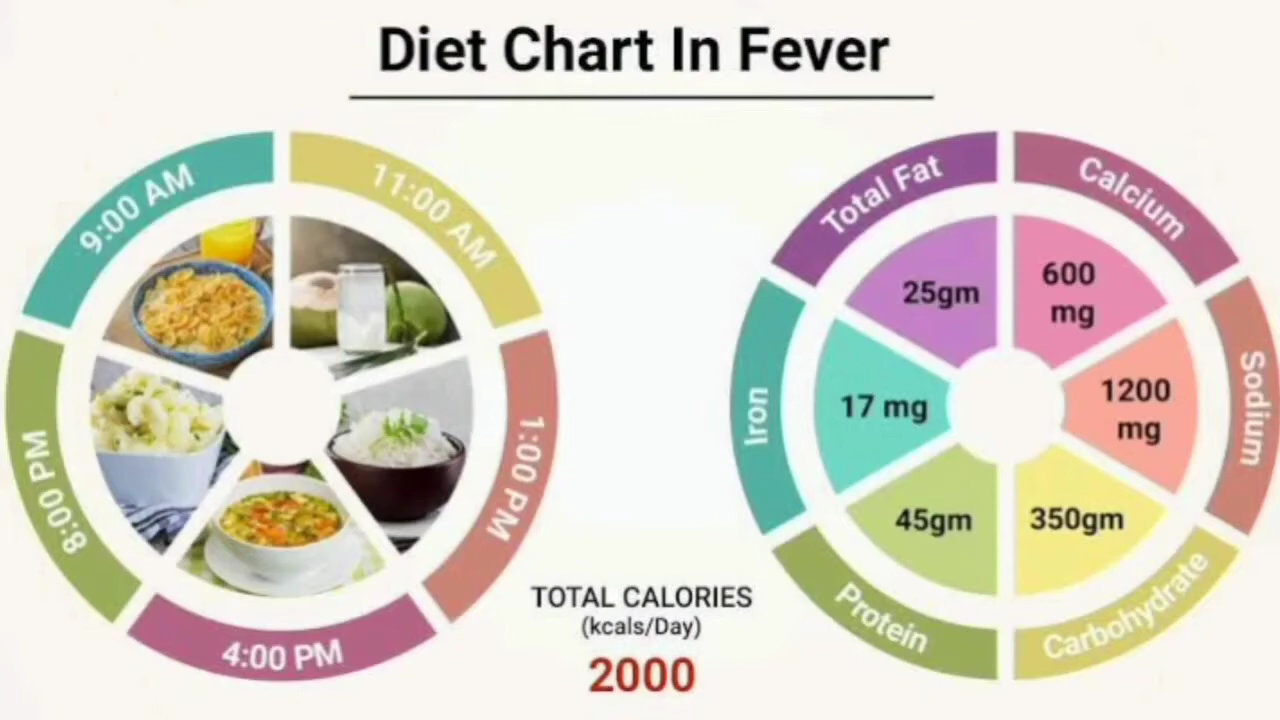 Diet Chart In Fever
9:00 AM
11:00 AM
1:00 PM
4:00 PM
8:00 PM
TOTAL CALORIES
(kcals/Day)
2000
Total Fat
25gm
Calcium
600
mg
Sodium
1200
mg
Carbohydrate
350gm
Protein
45gm
Iron
17 mg